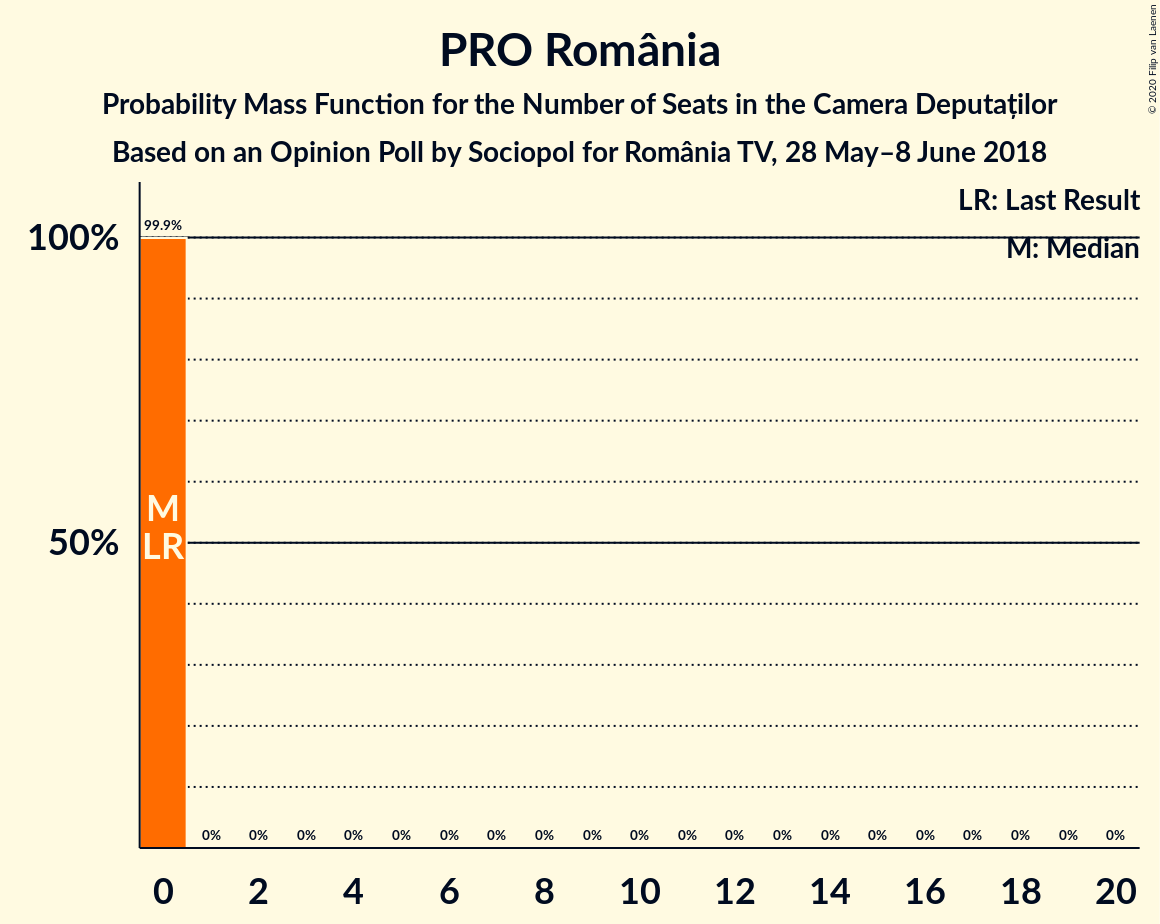 PRO România
Probability Mass Function for the Number of Seats in the Camera Deputaților
Based on an Opinion Poll by Sociopol for România TV, 28 May–8 June 2018
© 2020 Filip van Laenen
LR: Last Result
M: Median
99.9%
100%
50%
M
LR
0% 0% 0% 0% 0% 0% 0% 0% 0% 0% 0% 0% 0% 0% 0% 0% 0% 0% 0% 0%
0 2 4 6 8 10 12 14 16 18 20